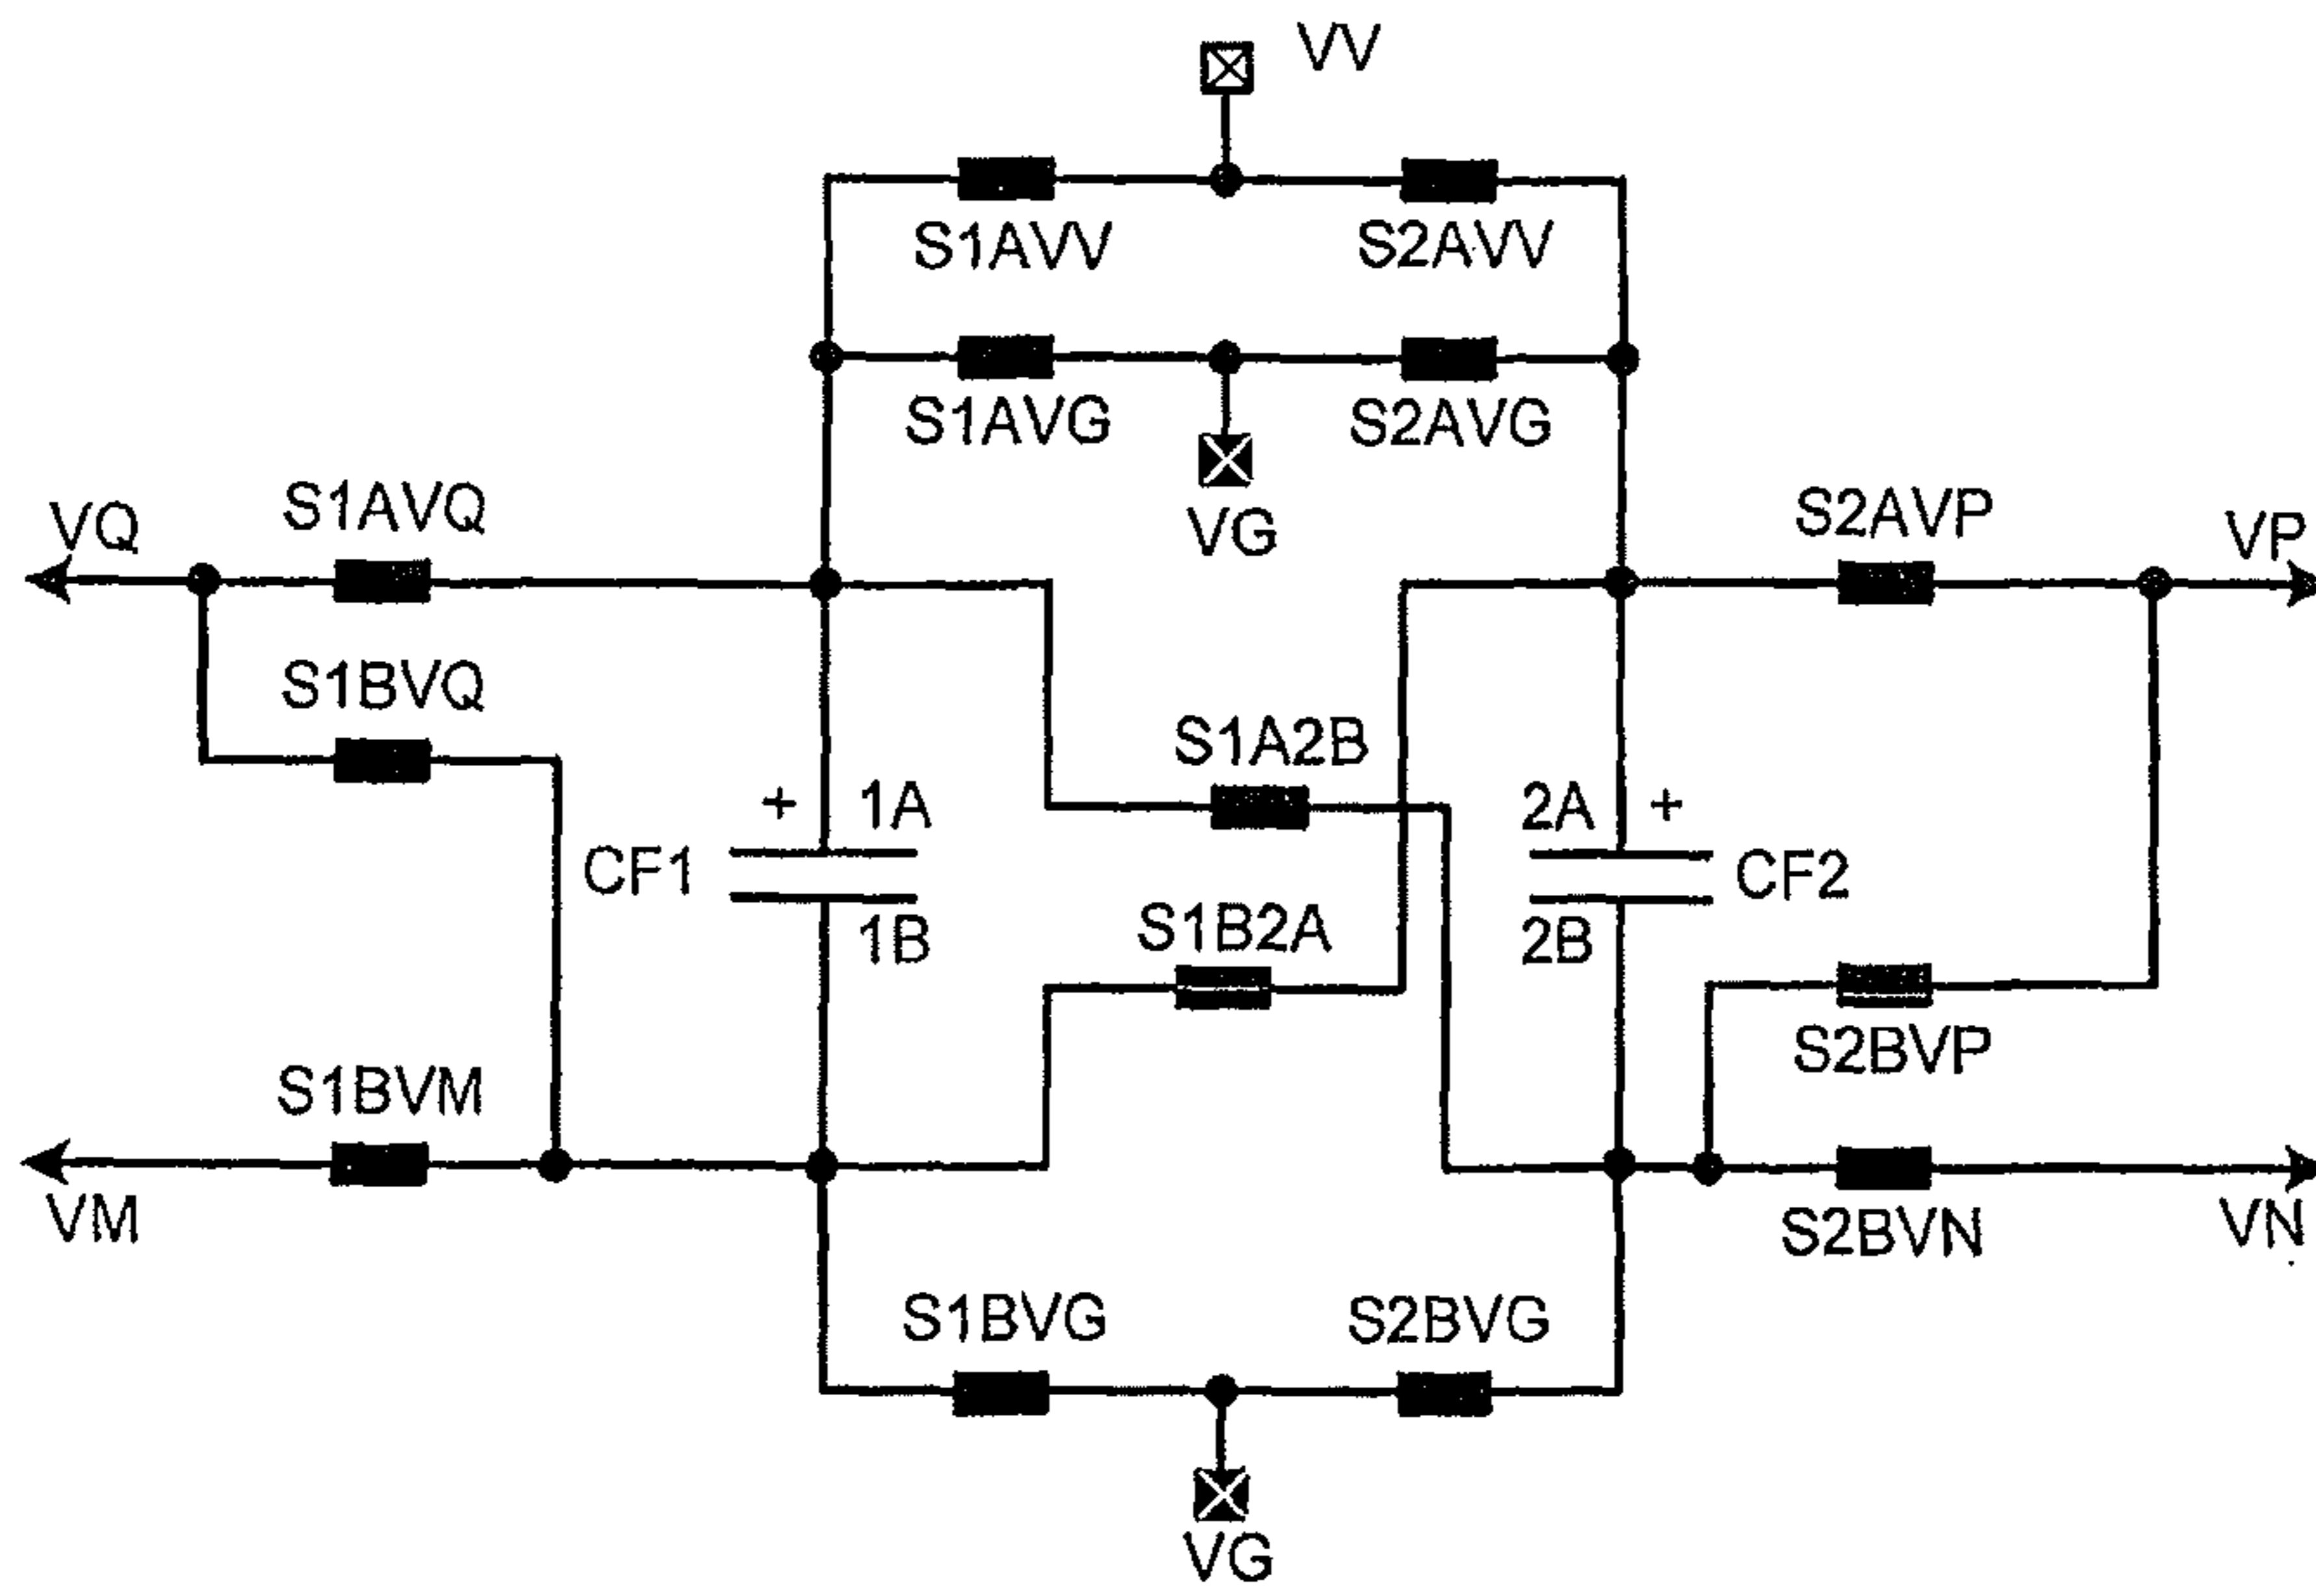 VV
S1AVV
S2AVV
S1AVG
S2AVG
VG
VQ
S1AVQ
S2AVP
VP
S1BVQ
S1A2B
+
1A
2A
+
CF1
CF2
1B
S1B2A
2B
S2BVP
S1BVM
VM
S2BVN
VN
S1BVG
S2BVG
VG